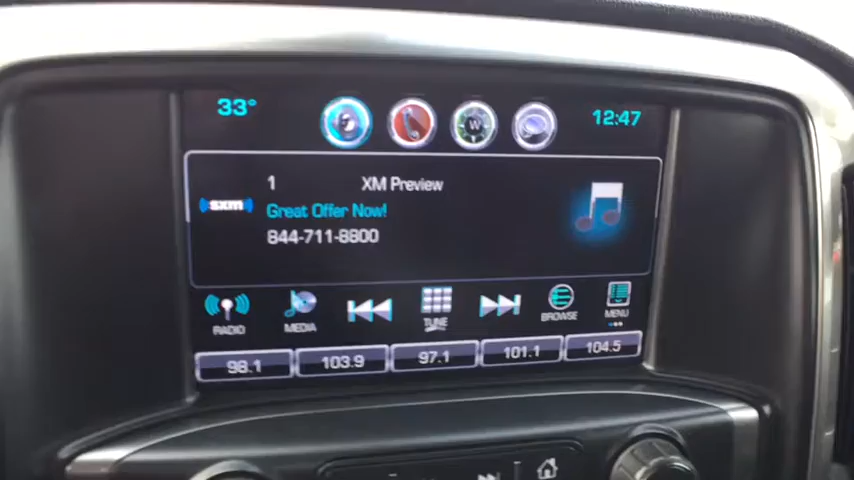 33° 12:47
W
1 XM Preview
sxm
Great Offer Now!
844-711-8800
RADIO MEDIA TUNE BROWSE MENU
98.1 103.9 97.1 101.1 104.5